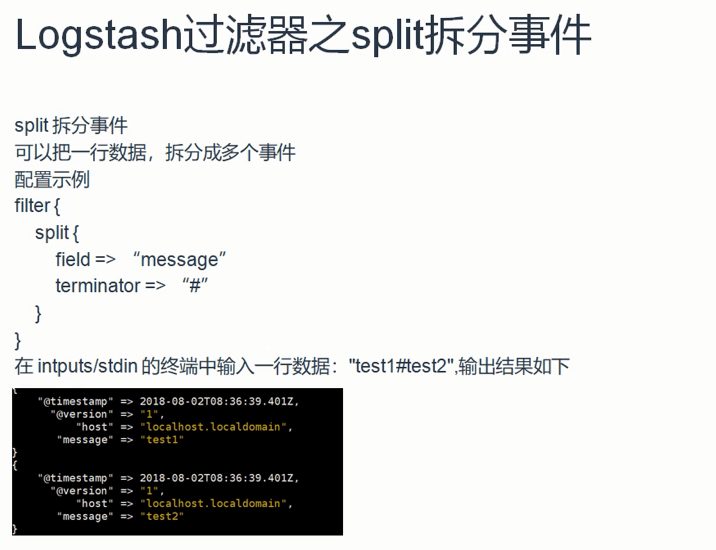 Logstash过滤器之split拆分事件
split 拆分事件
可以把一行数据，拆分成多个事件
配置示例
filter {
split {
field => “message”
terminator => “#”
}
}
在 intputs/stdin 的终端中输入一行数据："test1#test2",输出结果如下
{
"@timestamp" => 2018-08-02T08:36:39.401Z,
"@version" => "1",
"host" => "localhost.localdomain",
"message" => "test1"
}
{
"@timestamp" => 2018-08-02T08:36:39.401Z,
"@version" => "1",
"host" => "localhost.localdomain",
"message" => "test2"
}